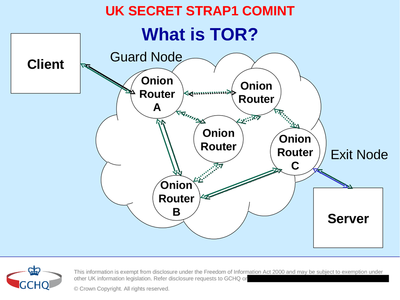 UK SECRET STRAP1 COMINT
What is TOR?
Client
Guard Node
Onion
Router
A
Onion
Router
Onion
Router
Onion
Router
C
Exit Node
Onion
Router
B
Server
GCHQ
This information is exempt from disclosure under the Freedom of Information Act 2000 and may be subject to exemption under
other UK information legislation. Refer disclosure requests to GCHQ on
© Crown Copyright. All rights reserved.